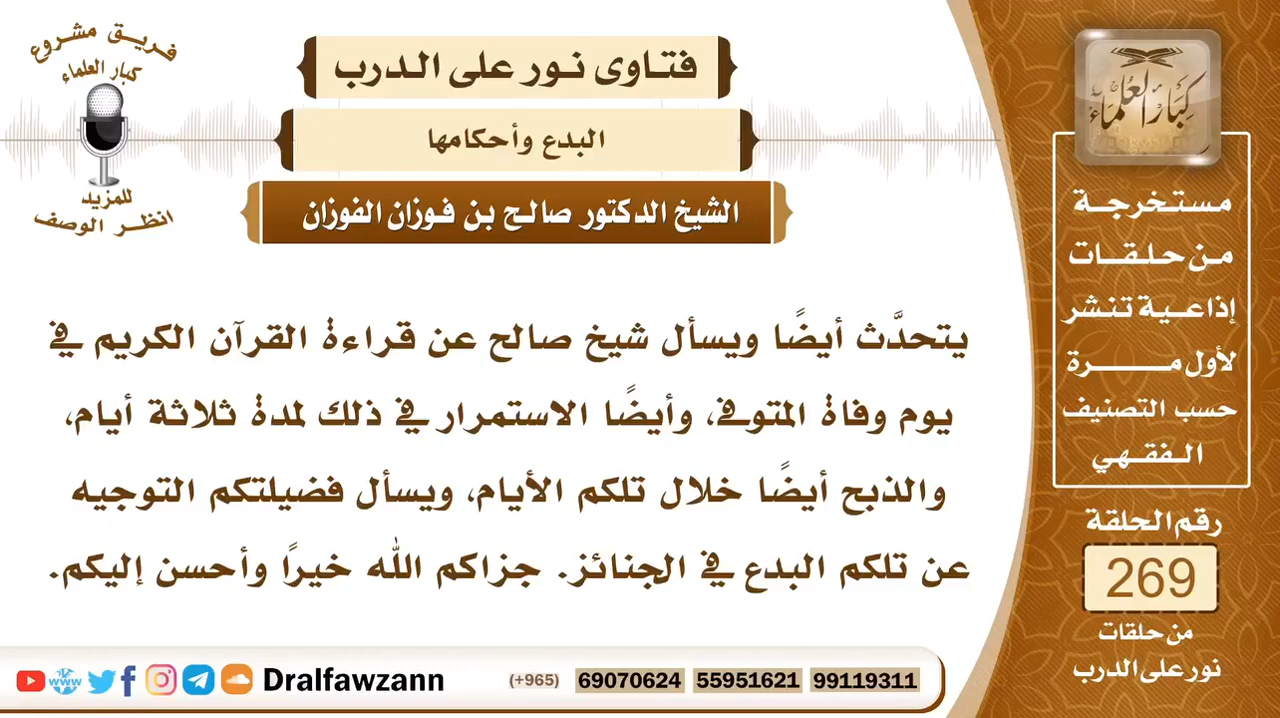 فريق مشروع
كبار العلماء
للمزيد
انظر الوصف
فتاوى نور على الدرب
البدع وأحكامها
الشيخ الدكتور صالح بن فوزان الفوزان
يتحدَّث أيضًا ويسأل شيخ صالح عن قراءة القرآن الكريم في
يوم وفاة المتوفى، وأيضًا الاستمرار في ذلك لمدة ثلاثة أيام،
والذبح أيضًا خلال تلكم الأيام، ويسأل فضيلتكم التوجيه
عن تلكم البدع في الجنائز. جزاكم الله خيرًا وأحسن إليكم.
كبار العلماء
مستخرجة
من حلقات
إذاعية تنشر
لأول مرة
حسب التصنيف
الفقهي
رقم الحلقة
269
من حلقات
نور على الدرب
www Dralfawzann (+965) 69070624 55951621 99119311